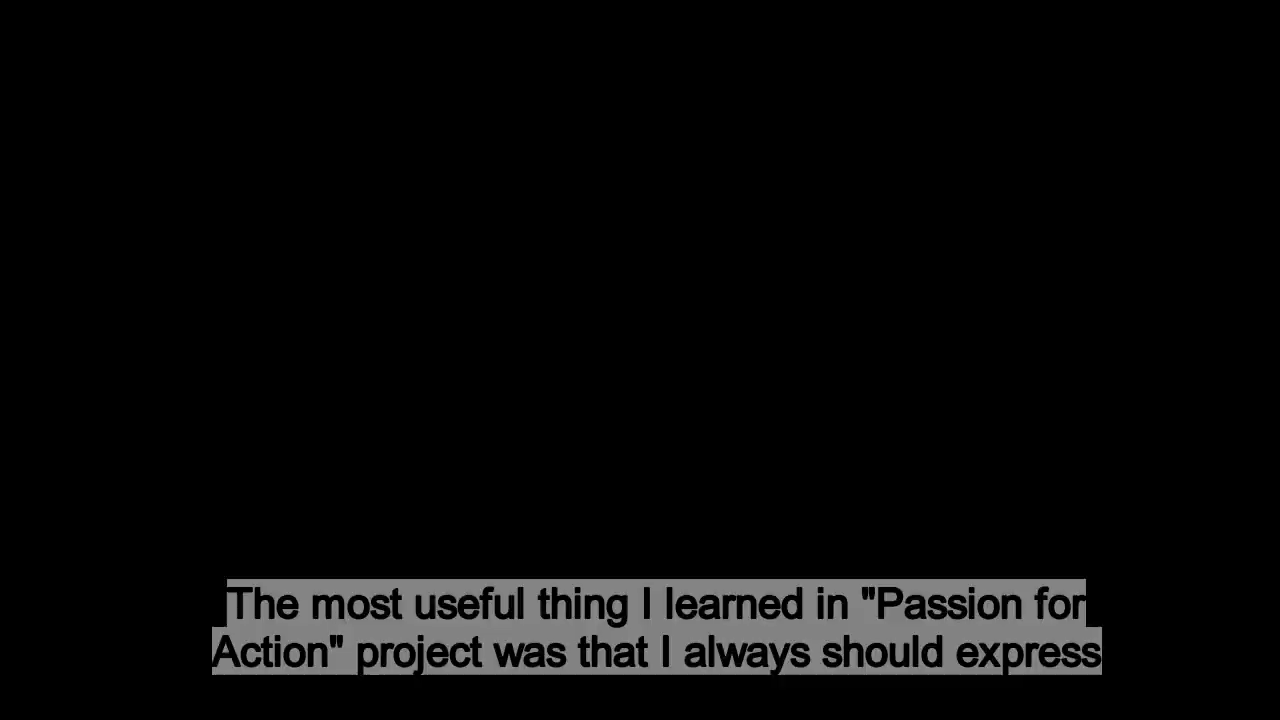 The most useful thing I learned in "Passion for
Action" project was that I always should express